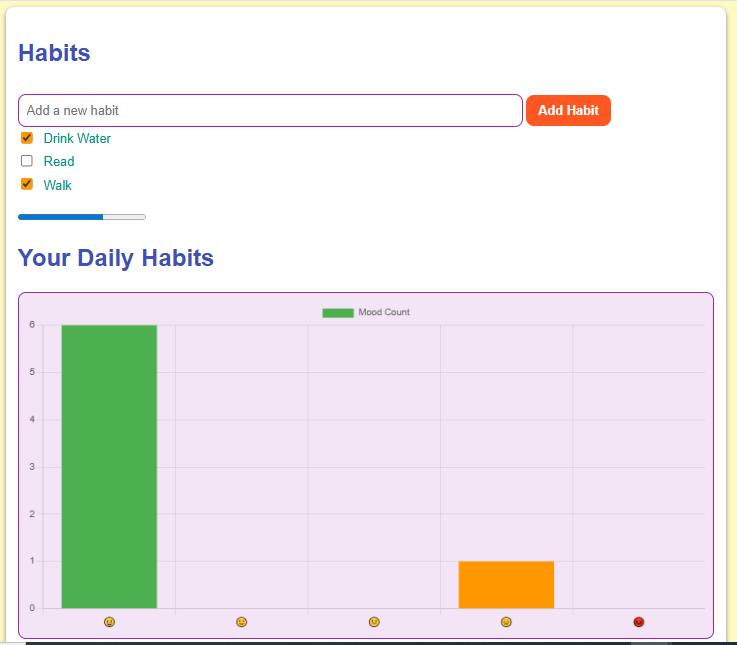 Habits
Add a new habit Add Habit
Drink Water
Read
Walk
Your Daily Habits
Mood Count
6
5
4
3
2
1
0